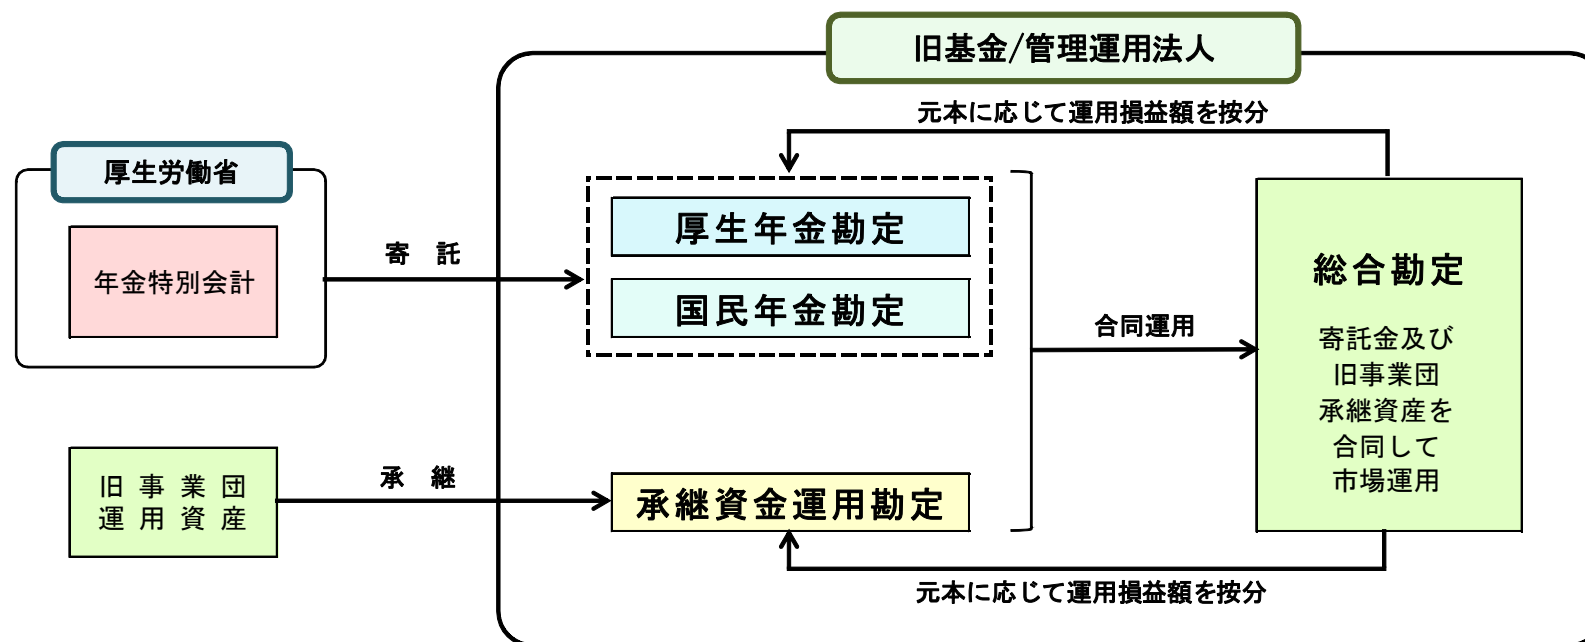 旧基金/管理運用法人
元本に応じて運用損益額を按分
厚生労働省
年金特別会計
寄 託
厚生年金勘定
国民年金勘定
合同運用
総合勘定
寄託金及び
旧事業団
承継資産を
合同して
市場運用
旧 事 業 団
運 用 資 産
承 継
承継資金運用勘定
元本に応じて運用損益額を按分